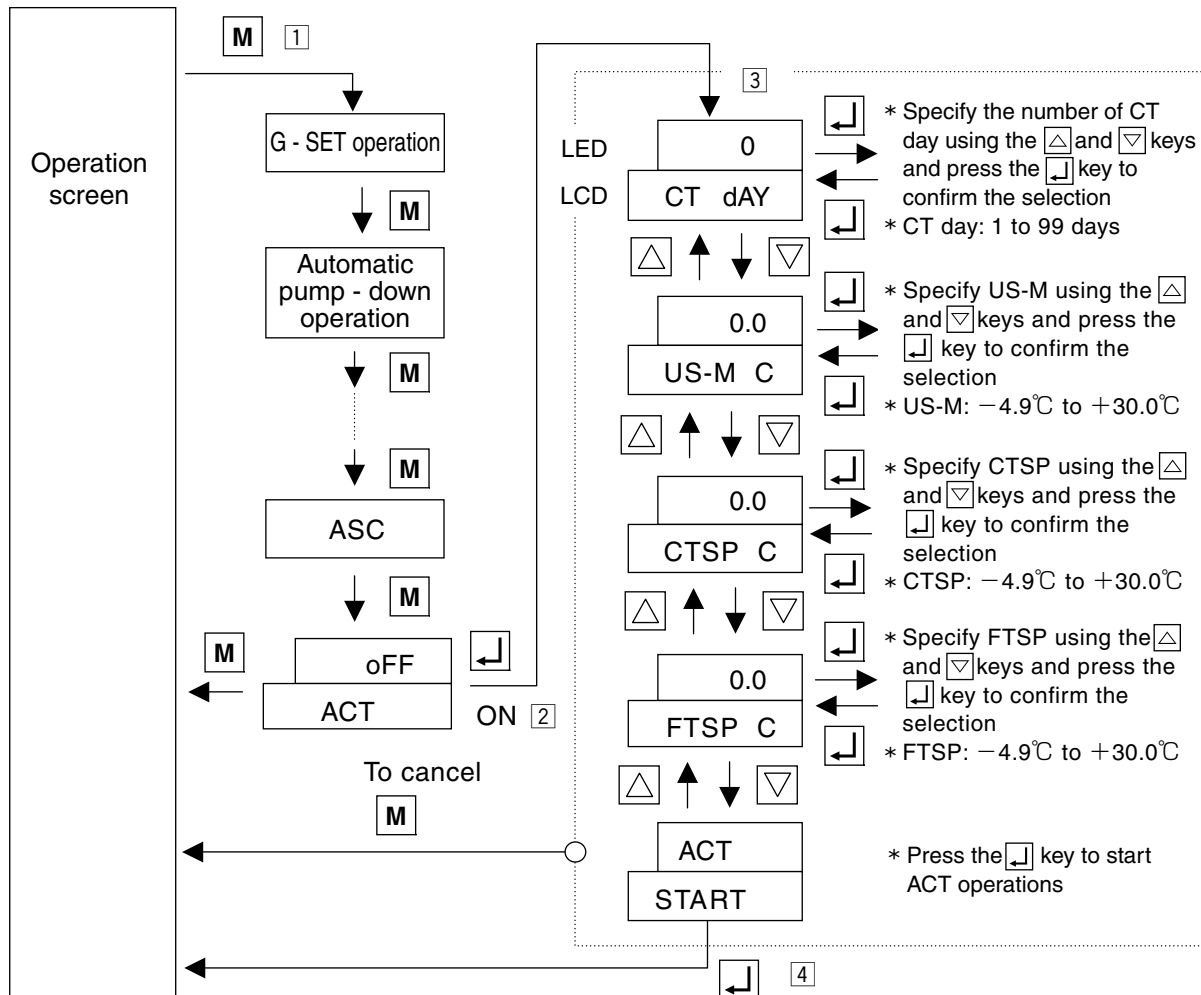 M 1
Operation
screen
G - SET operation
M
Automatic
pump - down
operation
M
M
ASC
M
M
oFF
ACT
ON 2
To cancel
M
3
LED
0
LCD
CT dAY
* Specify the number of CT
day using the △ and ▽ keys
and press the ↵ key to
confirm the selection
* CT day: 1 to 99 days
0.0
US-M C
* Specify US-M using the △
and ▽ keys and press the
↵ key to confirm the
selection
* US-M: −4.9℃ to +30.0℃
0.0
CTSP C
* Specify CTSP using the △
and ▽ keys and press the
↵ key to confirm the
selection
* CTSP: −4.9℃ to +30.0℃
0.0
FTSP C
* Specify FTSP using the △
and ▽ keys and press the
↵ key to confirm the
selection
* FTSP: −4.9℃ to +30.0℃
ACT
START
* Press the ↵ key to start
ACT operations
4